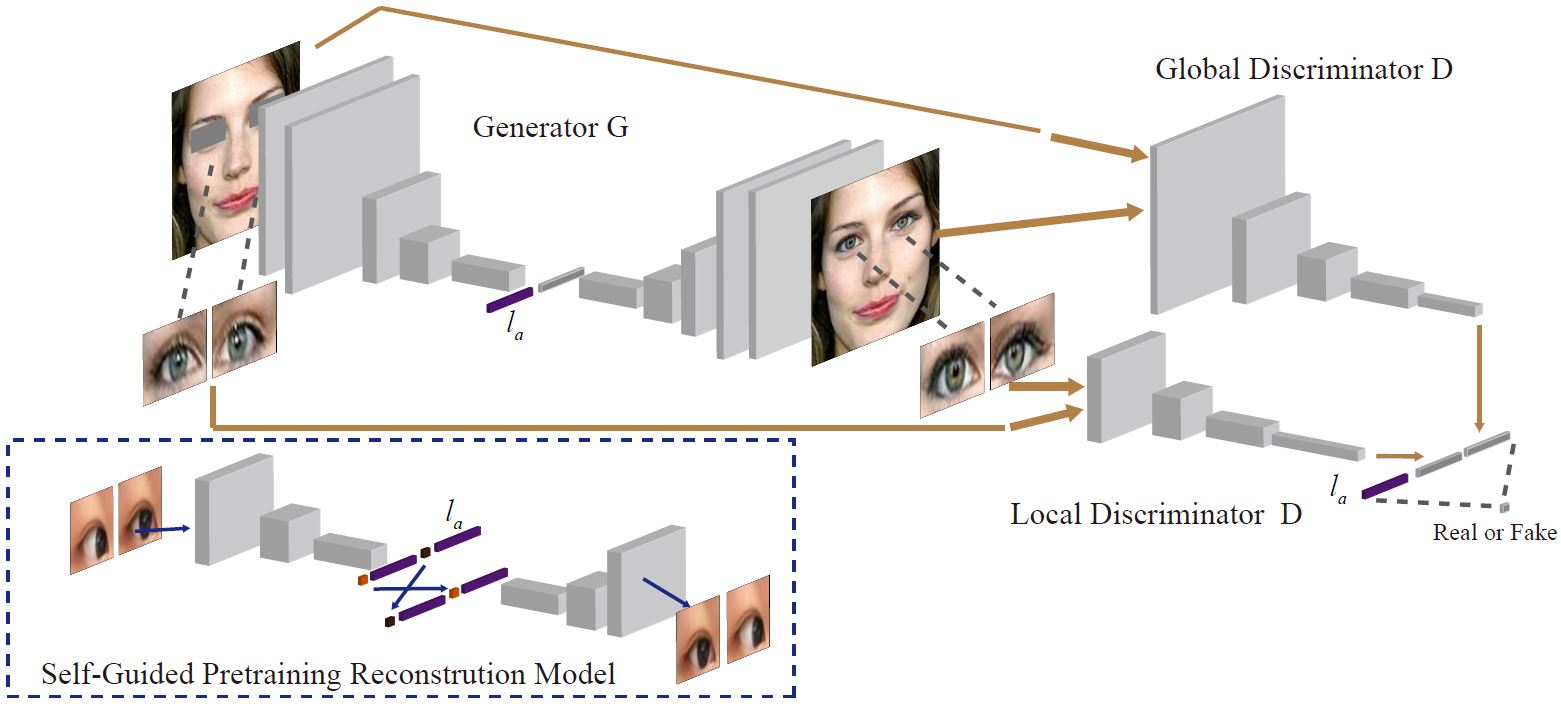 Global Discriminator D
Generator G
l_a
l_a
l_a
Local Discriminator D
Real or Fake
Self-Guided Pretraining Reconstrution Model